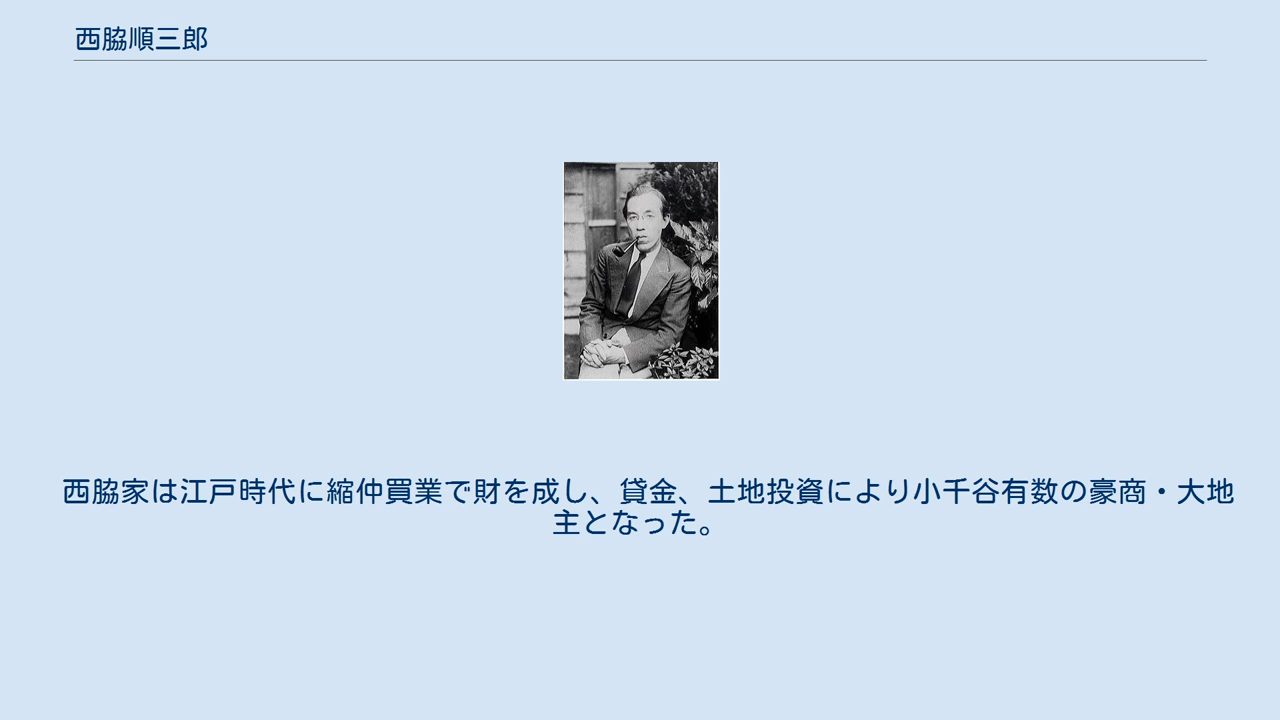 西脇順三郎
西脇家は江戸時代に縮仲買業で財を成し、貸金、土地投資により小千谷有数の豪商・大地
主となった。